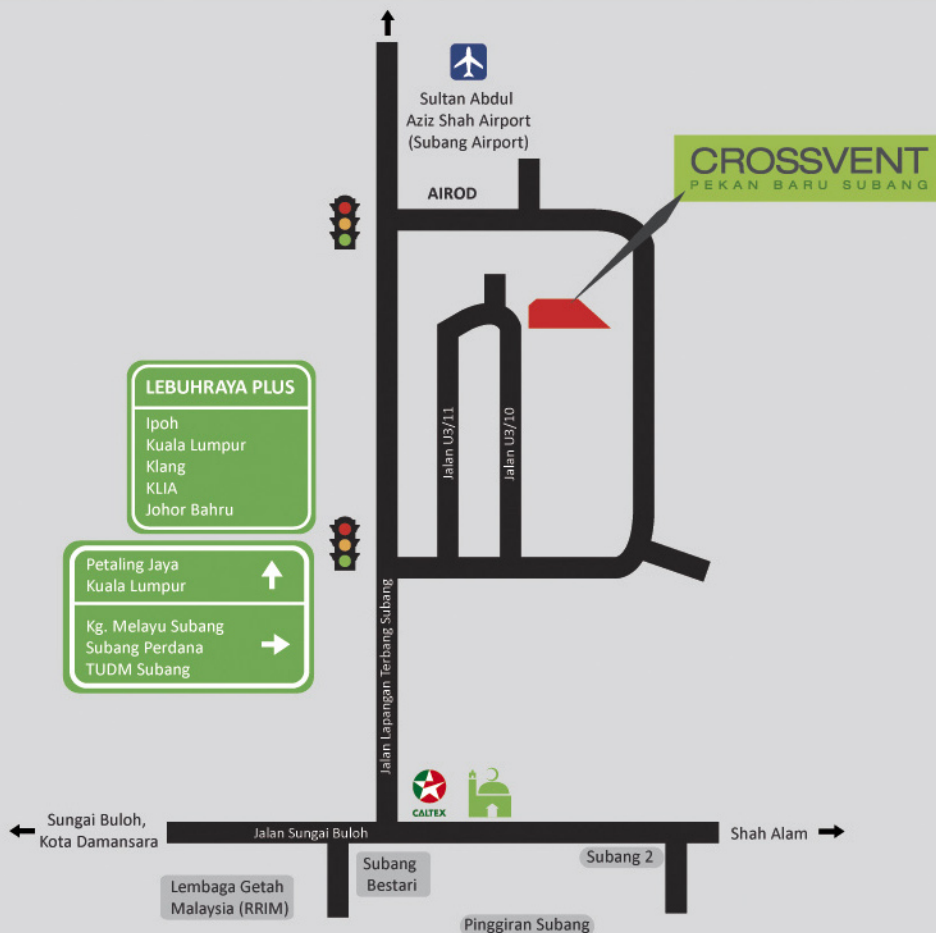 Sultan Abdul
Aziz Shah Airport
(Subang Airport)
CROSSVENT
PEKAN BARU SUBANG
AIROD
LEBUHRAYA PLUS
Ipoh
Kuala Lumpur
Klang
KLIA
Johor Bahru
Jalan U3/11
Jalan U3/10
Petaling Jaya
Kuala Lumpur
Kg. Melayu Subang
Subang Perdana
TUDM Subang
Jalan Lapangan Terbang Subang
CALTEX
Sungai Buloh,
Kota Damansara
Jalan Sungai Buloh
Shah Alam
Subang
Bestari
Subang 2
Lembaga Getah
Malaysia (RRIM)
Pinggiran Subang